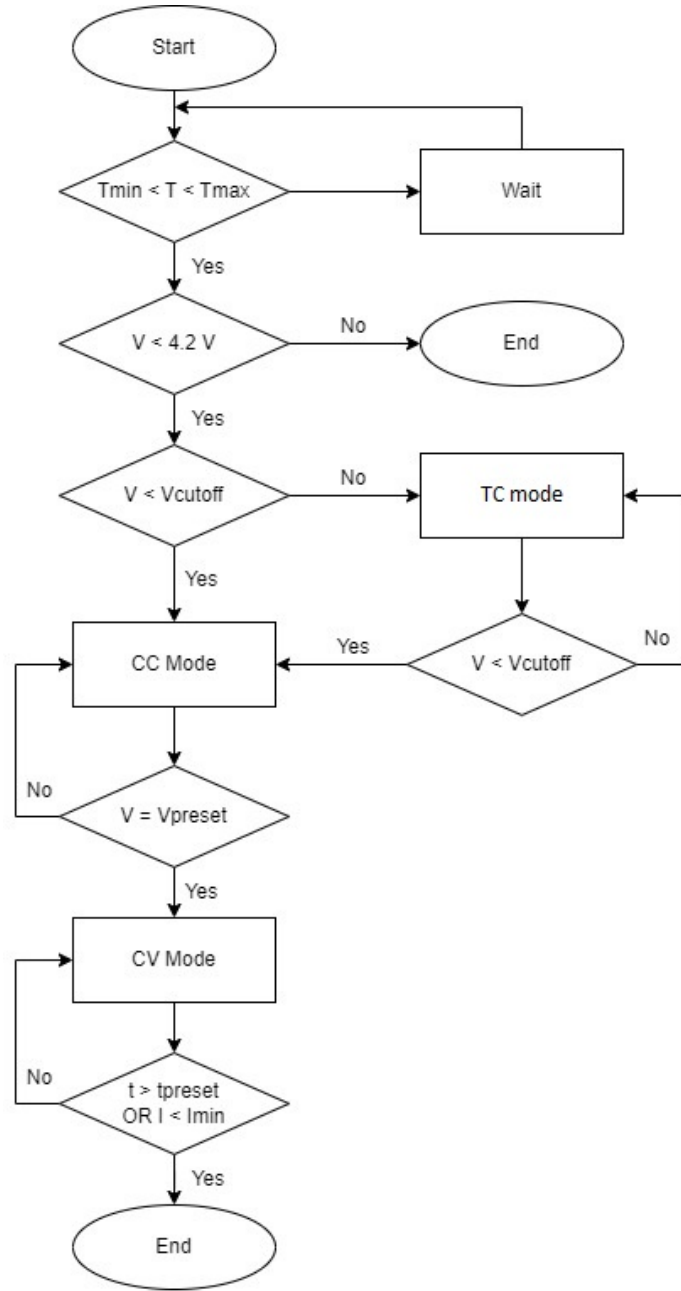 Start
Tmin < T < Tmax
Wait
Yes
V < 4.2 V
No
End
Yes
V < Vcutoff
No
TC mode
Yes
CC Mode
Yes
V < Vcutoff
No
No
V = Vpreset
Yes
CV Mode
No
t > tpreset
OR I < Imin
Yes
End